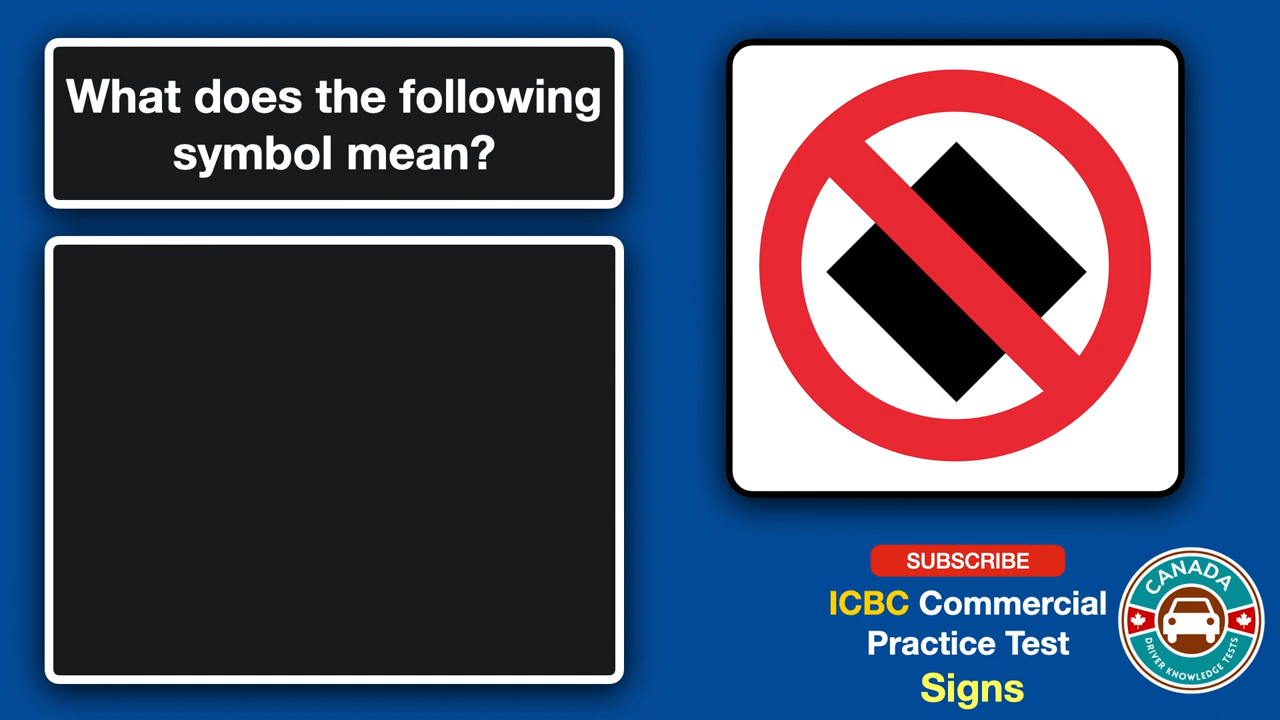 What does the following
symbol mean?
SUBSCRIBE
ICBC Commercial
Practice Test
Signs
CANADA
DRIVER KNOWLEDGE TESTS